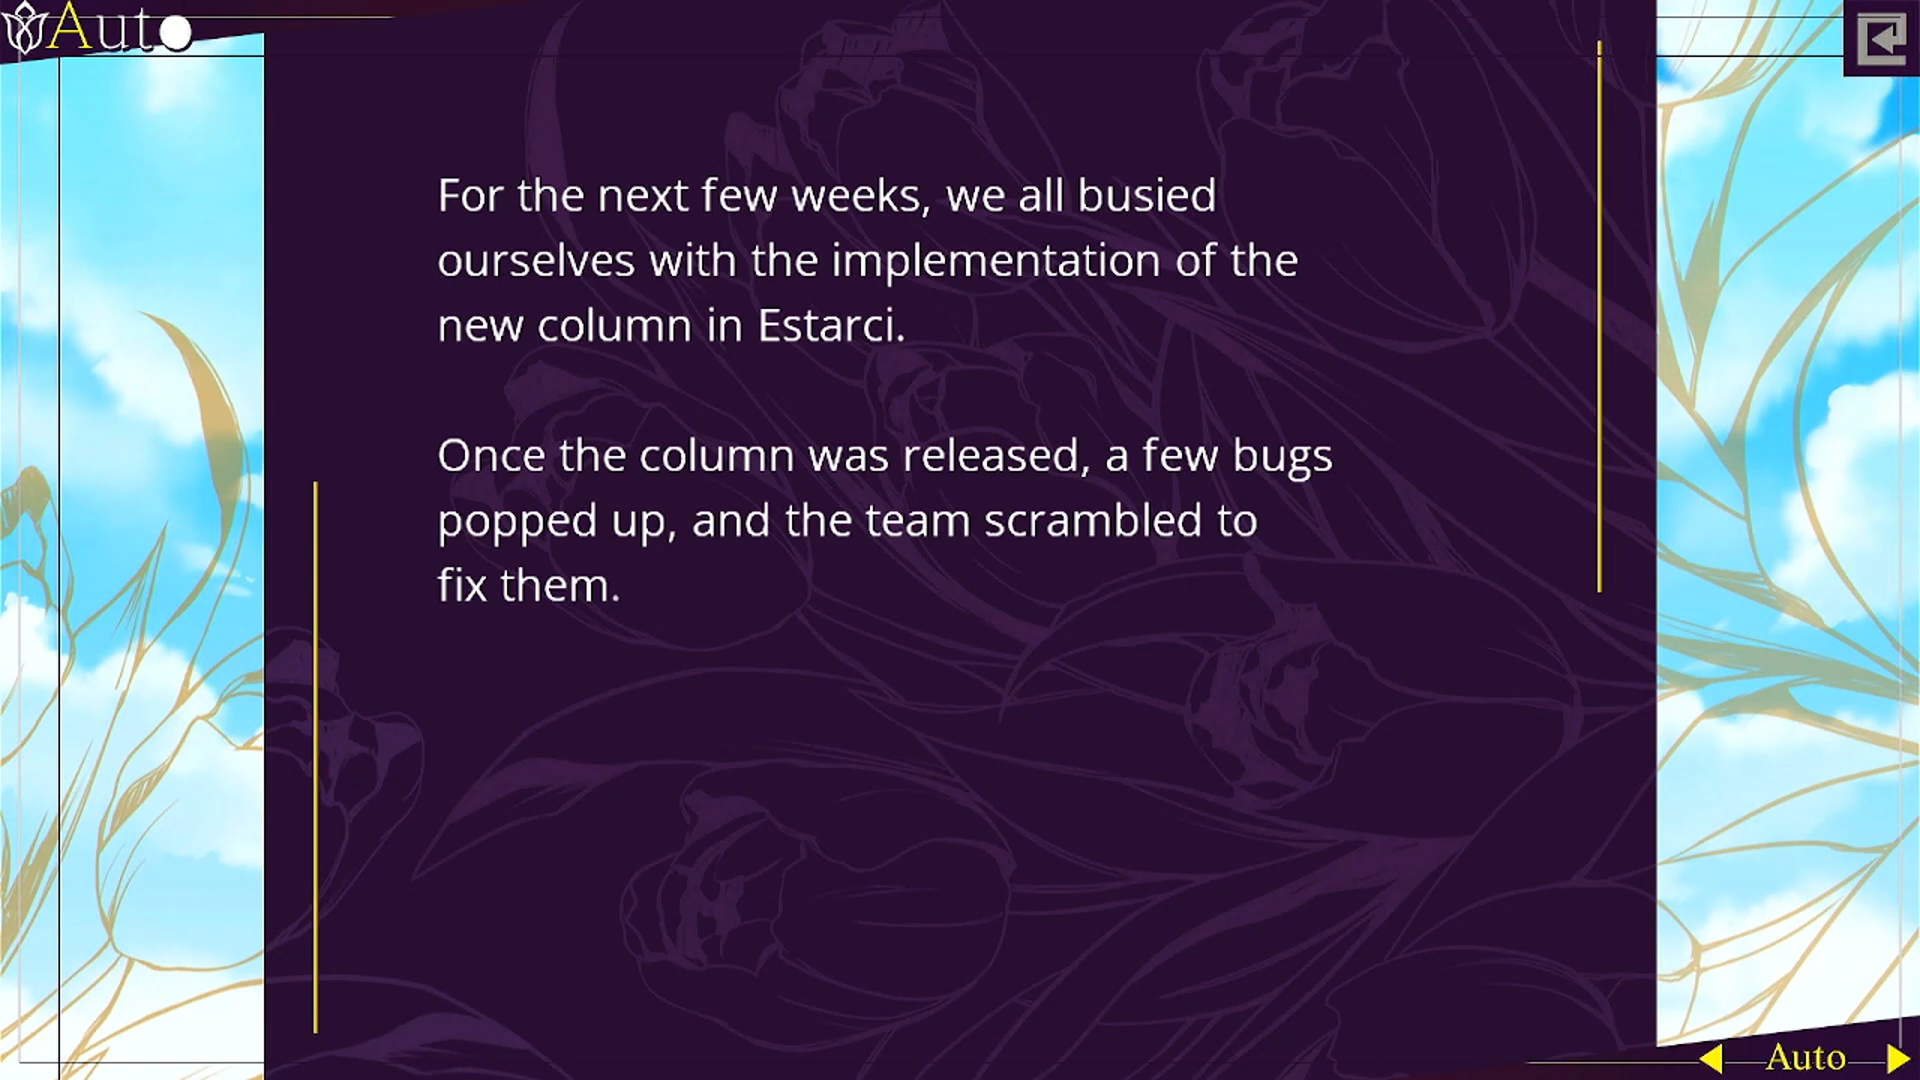 Auto
For the next few weeks, we all busied
ourselves with the implementation of the
new column in Estarci.
Once the column was released, a few bugs
popped up, and the team scrambled to
fix them.
Auto